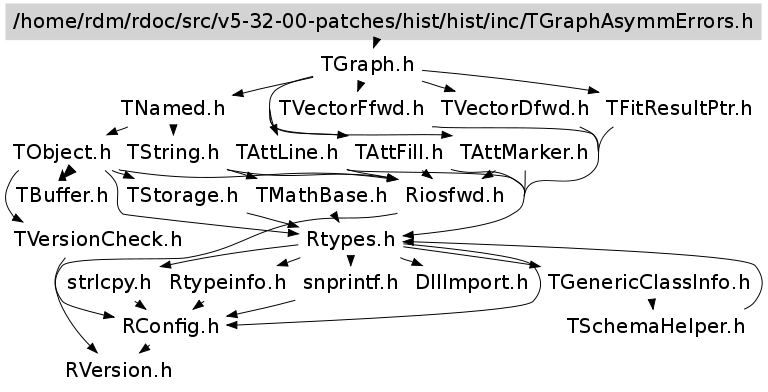 /home/rdm/rdoc/src/v5-32-00-patches/hist/hist/inc/TGraphAsymmErrors.h
TGraph.h
TNamed.h TVectorFfwd.h TVectorDfwd.h TFitResultPtr.h
TObject.h TString.h TAttLine.h TAttFill.h TAttMarker.h
TBuffer.h TStorage.h TMathBase.h Riosfwd.h
TVersionCheck.h Rtypes.h
strlcpy.h Rtypeinfo.h snprintf.h DllImport.h TGenericClassInfo.h
RConfig.h TSchemaHelper.h
RVersion.h